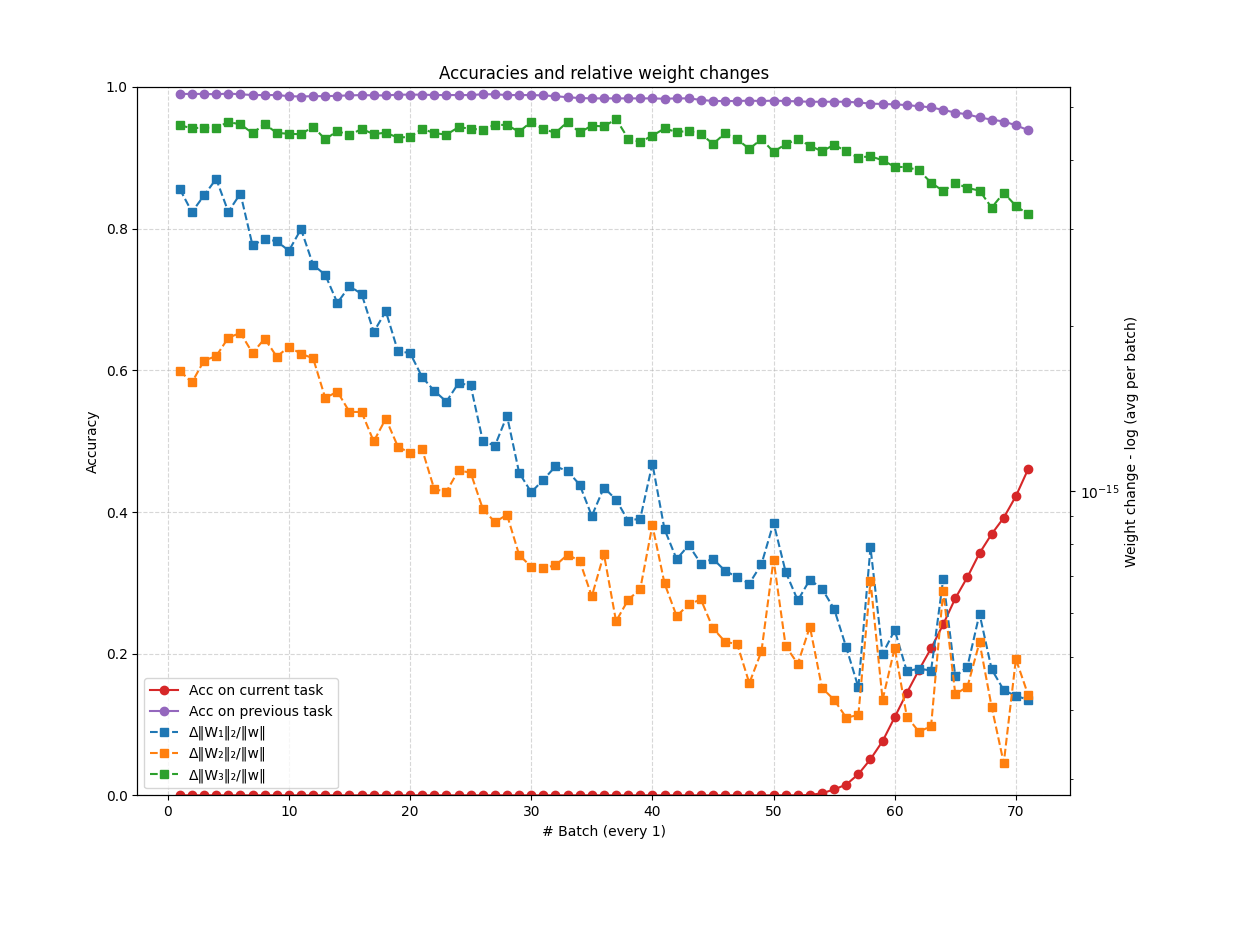 Accuracies and relative weight changes
1.0
0.8
0.6
0.4
0.2
0.0
Accuracy
10⁻¹⁵
Weight change - log (avg per batch)
Acc on current task
Acc on previous task
Δ‖W₁‖₂/‖w‖
Δ‖W₂‖₂/‖w‖
Δ‖W₃‖₂/‖w‖
0 10 20 30 40 50 60 70
# Batch (every 1)